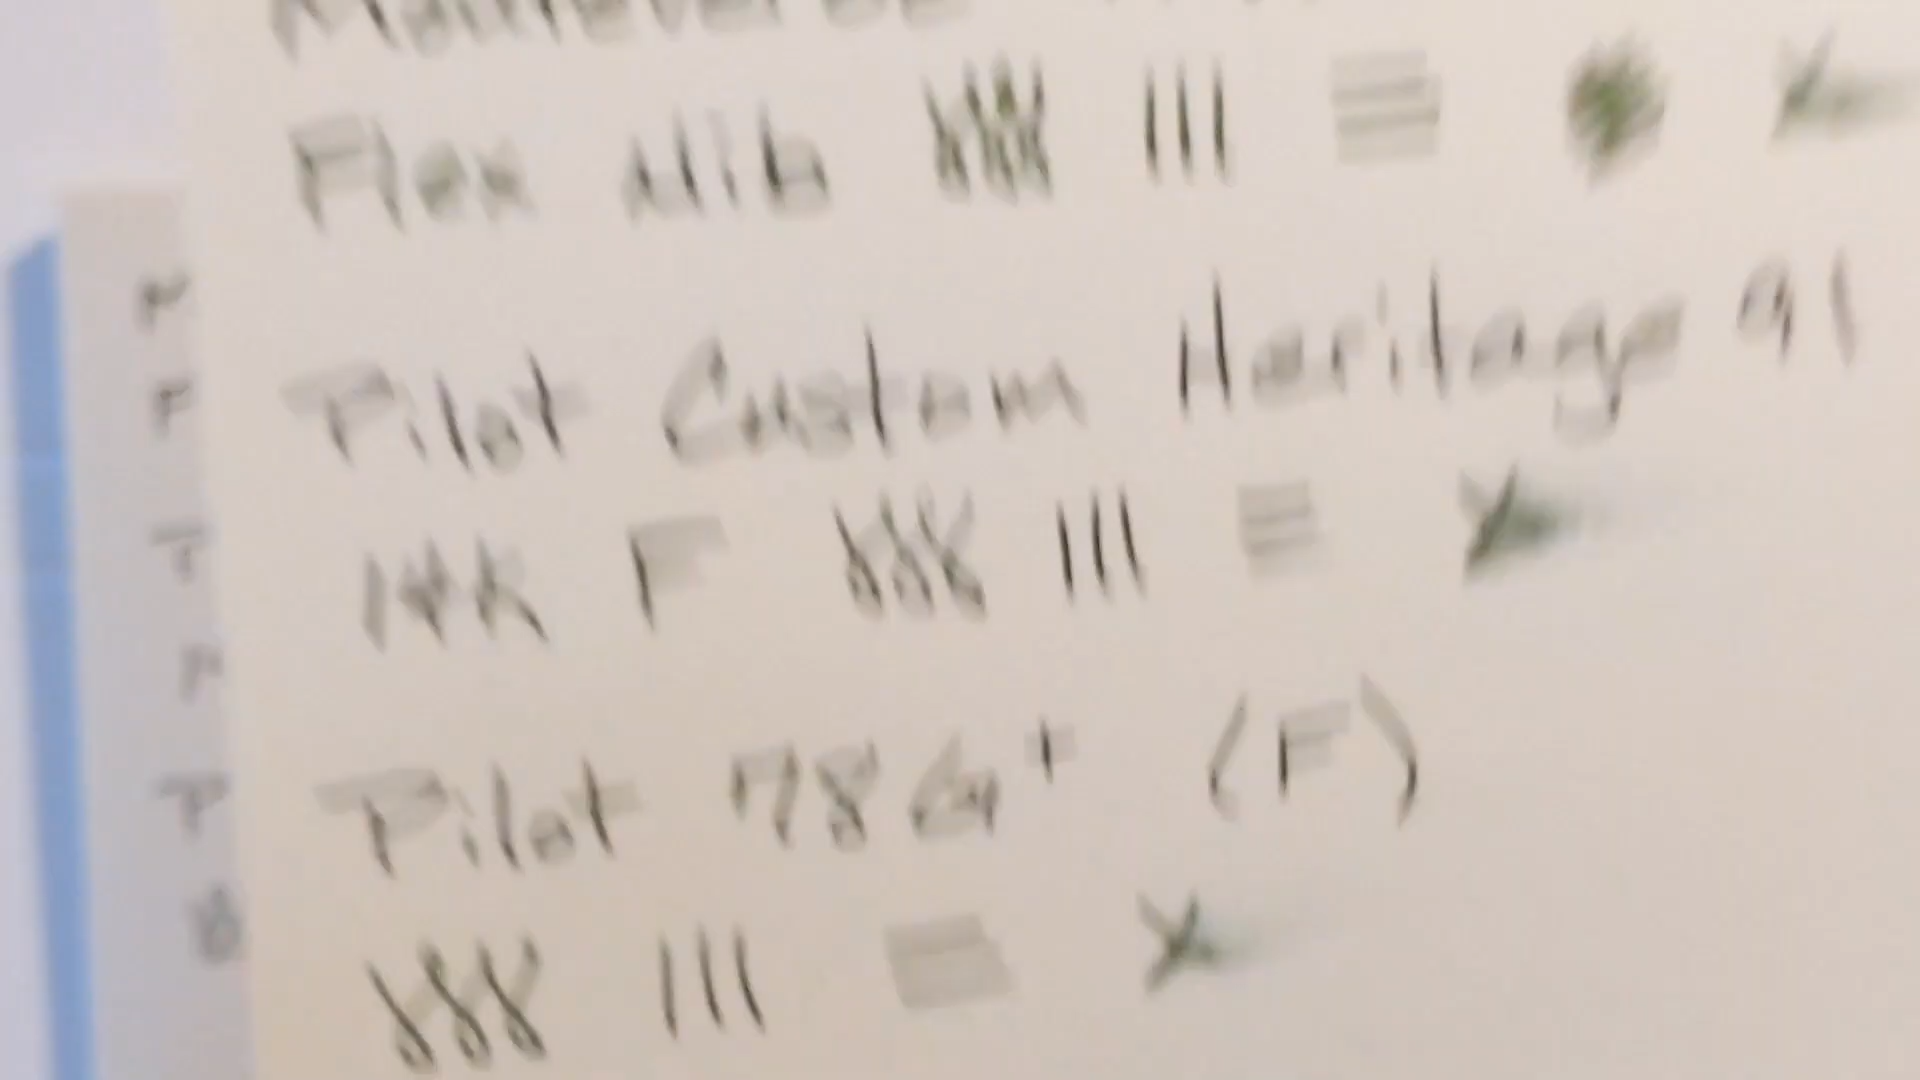 Flex Nib
Pilot Custom Heritage 91
14K F
Pilot 78G+ (F)